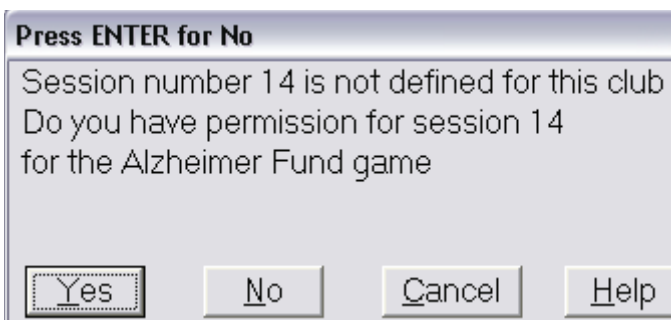 Press ENTER for No
Session number 14 is not defined for this club
Do you have permission for session 14
for the Alzheimer Fund game
Yes No Cancel Help